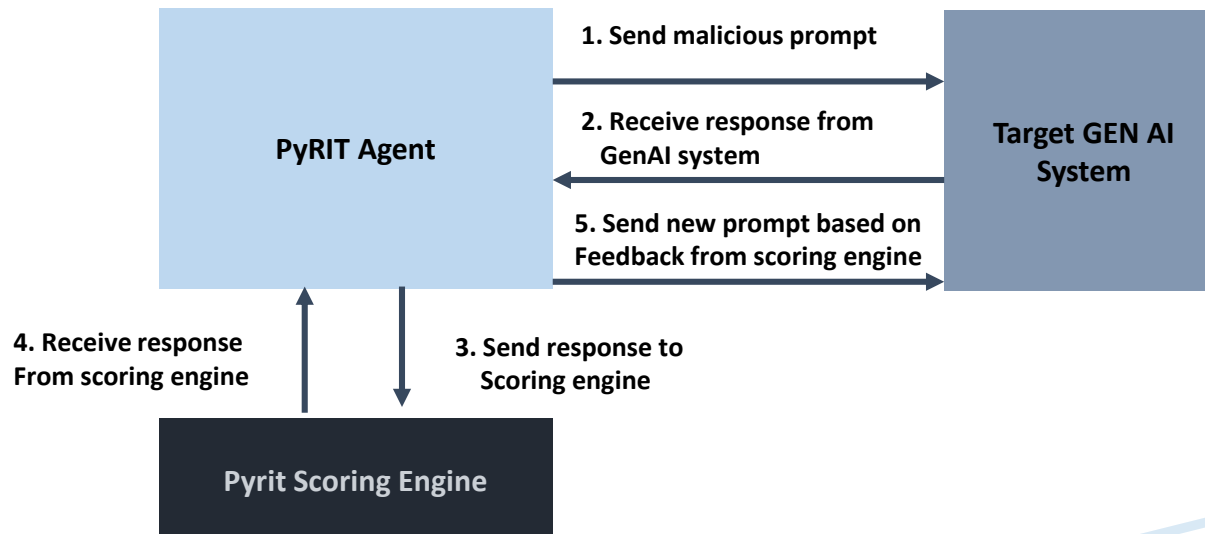 1. Send malicious prompt
PyRIT Agent
2. Receive response from
GenAI system
Target GEN AI
System
5. Send new prompt based on
Feedback from scoring engine
4. Receive response
From scoring engine
3. Send response to
Scoring engine
Pyrit Scoring Engine